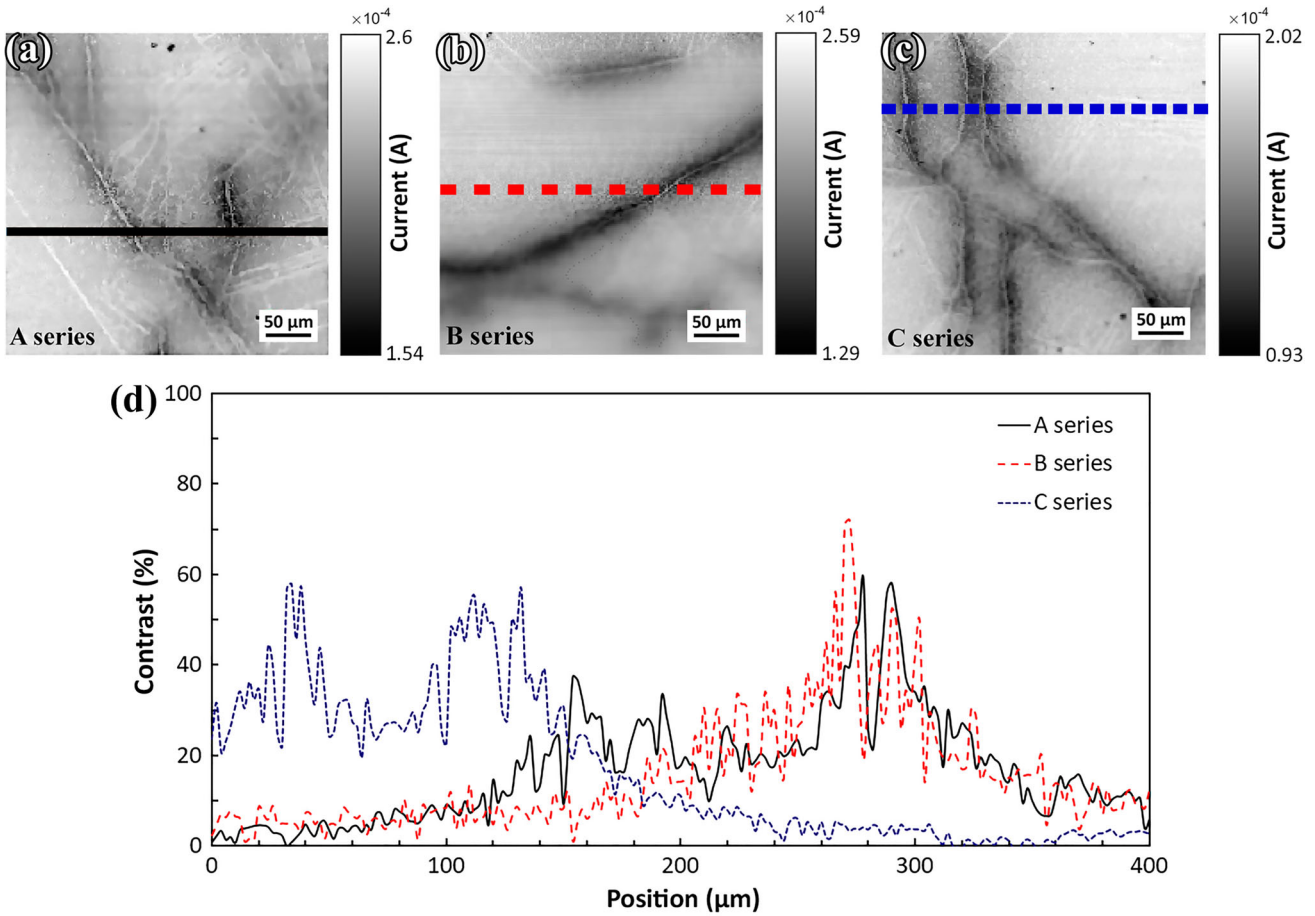 (a)
A series
50 µm
×10⁻⁴
2.6
Current (A)
1.54
(b)
B series
50 µm
×10⁻⁴
2.59
Current (A)
1.29
(c)
C series
50 µm
×10⁻⁴
2.02
Current (A)
0.93
(d)
Contrast (%)
100
80
60
40
20
0
A series
B series
C series
0
100
200
300
400
Position (µm)